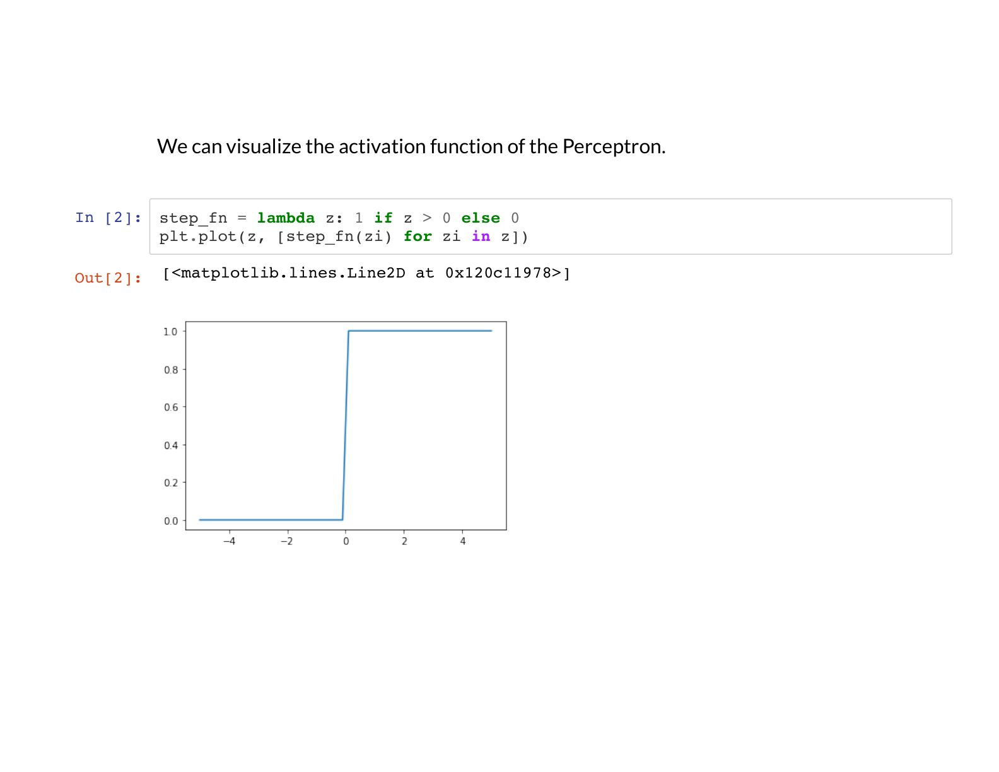 We can visualize the activation function of the Perceptron.
In [2]: step_fn = lambda z: 1 if z > 0 else 0
plt.plot(z, [step_fn(zi) for zi in z])
Out[2]: [<matplotlib.lines.Line2D at 0x120c11978>]
1.0
0.8
0.6
0.4
0.2
0.0
−4 −2 0 2 4